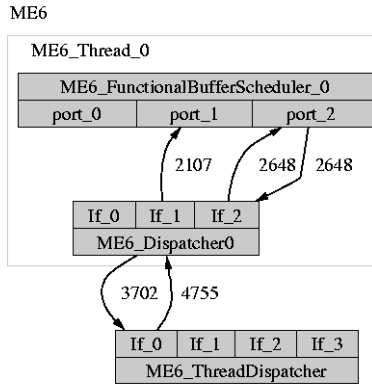 ME6
ME6_Thread_0
ME6_FunctionalBufferScheduler_0
port_0 port_1 port_2
2107 2648 2648
If_0 If_1 If_2
ME6_Dispatcher0
3702 4755
If_0 If_1 If_2 If_3
ME6_ThreadDispatcher